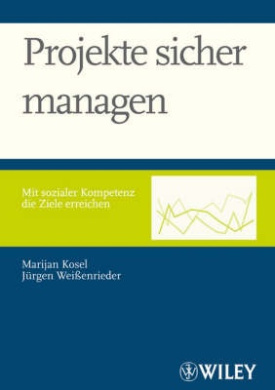 Projekte sicher
managen
Mit sozialer Kompetenz
die Ziele erreichen
Marijan Kosel
Jürgen Weißenrieder
WILEY